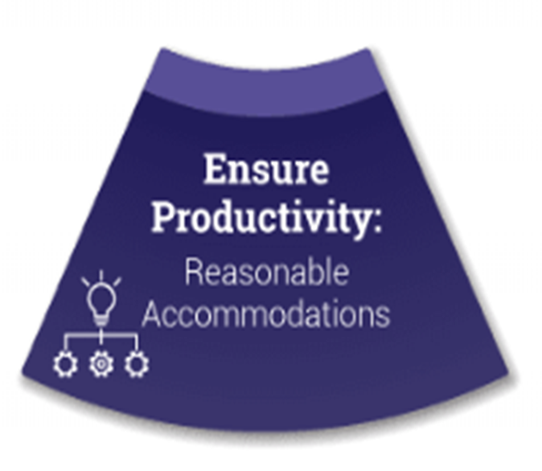 Ensure
Productivity:
Reasonable
Accommodations